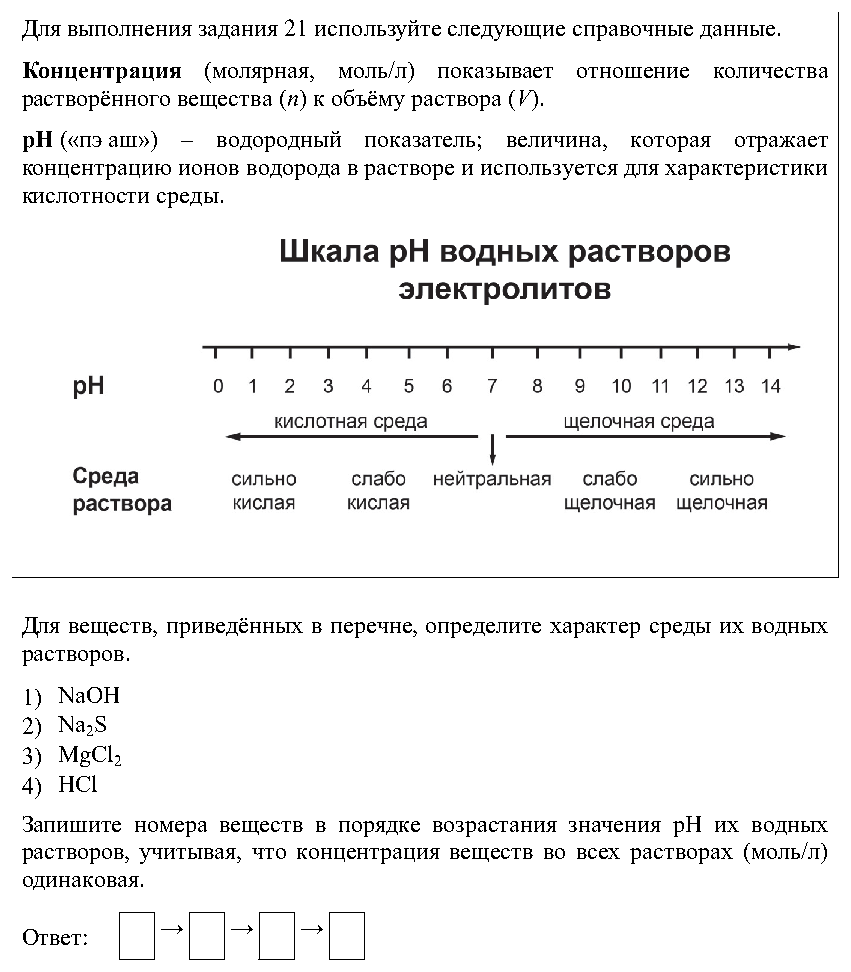 Для выполнения задания 21 используйте следующие справочные данные.
Концентрация (молярная, моль/л) показывает отношение количества
растворённого вещества (n) к объёму раствора (V).
pH («пэ аш») – водородный показатель; величина, которая отражает
концентрацию ионов водорода в растворе и используется для характеристики
кислотности среды.
Шкала pH водных растворов
электролитов
pH 0 1 2 3 4 5 6 7 8 9 10 11 12 13 14
кислотная среда щелочная среда
Среда сильно слабо нейтральная слабо сильно
раствора кислая кислая щелочная щелочная
Для веществ, приведённых в перечне, определите характер среды их водных
растворов.
1) NaOH
2) Na₂S
3) MgCl₂
4) HCl
Запишите номера веществ в порядке возрастания значения pH их водных
растворов, учитывая, что концентрация веществ во всех растворах (моль/л)
одинаковая.
Ответ: → → →